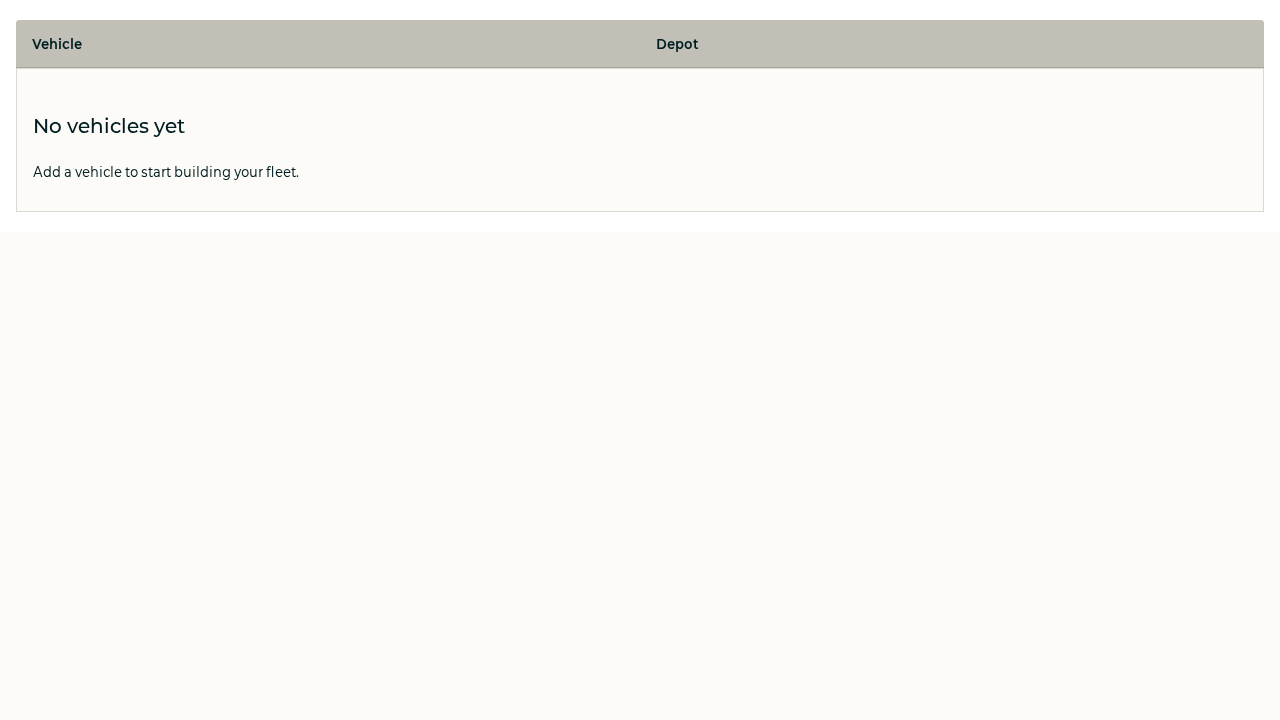 Vehicle Depot
No vehicles yet
Add a vehicle to start building your fleet.